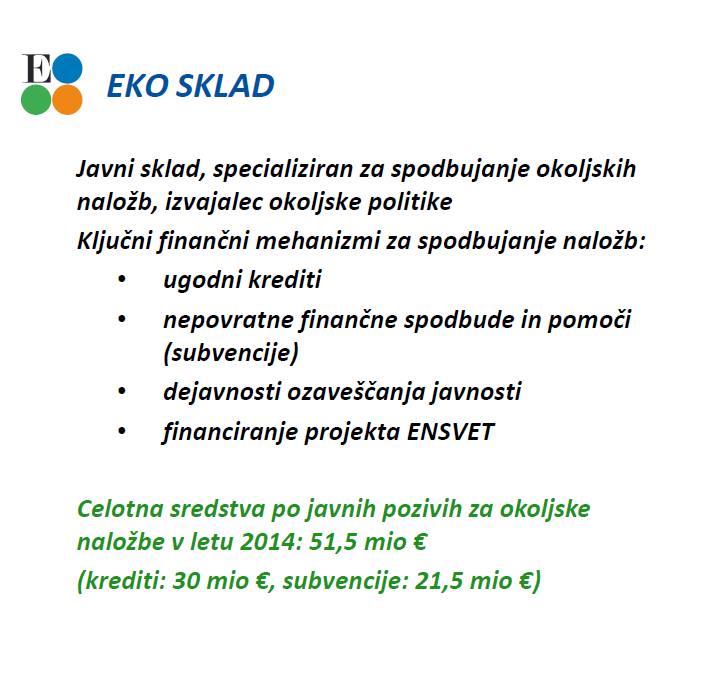 E
EKO SKLAD
Javni sklad, specializiran za spodbujanje okoljskih
naložb, izvajalec okoljske politike
Ključni finančni mehanizmi za spodbujanje naložb:
• ugodni krediti
• nepovratne finančne spodbude in pomoči
(subvencije)
• dejavnosti ozaveščanja javnosti
• financiranje projekta ENSVET
Celotna sredstva po javnih pozivih za okoljske
naložbe v letu 2014: 51,5 mio €
(krediti: 30 mio €, subvencije: 21,5 mio €)